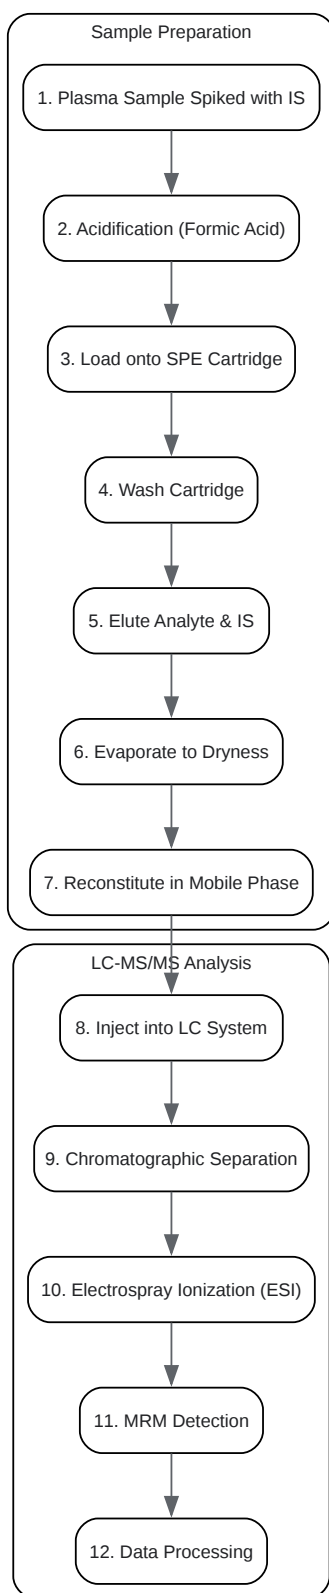 Sample Preparation
1. Plasma Sample Spiked with IS
2. Acidification (Formic Acid)
3. Load onto SPE Cartridge
4. Wash Cartridge
5. Elute Analyte & IS
6. Evaporate to Dryness
7. Reconstitute in Mobile Phase
LC-MS/MS Analysis
8. Inject into LC System
9. Chromatographic Separation
10. Electrospray Ionization (ESI)
11. MRM Detection
12. Data Processing